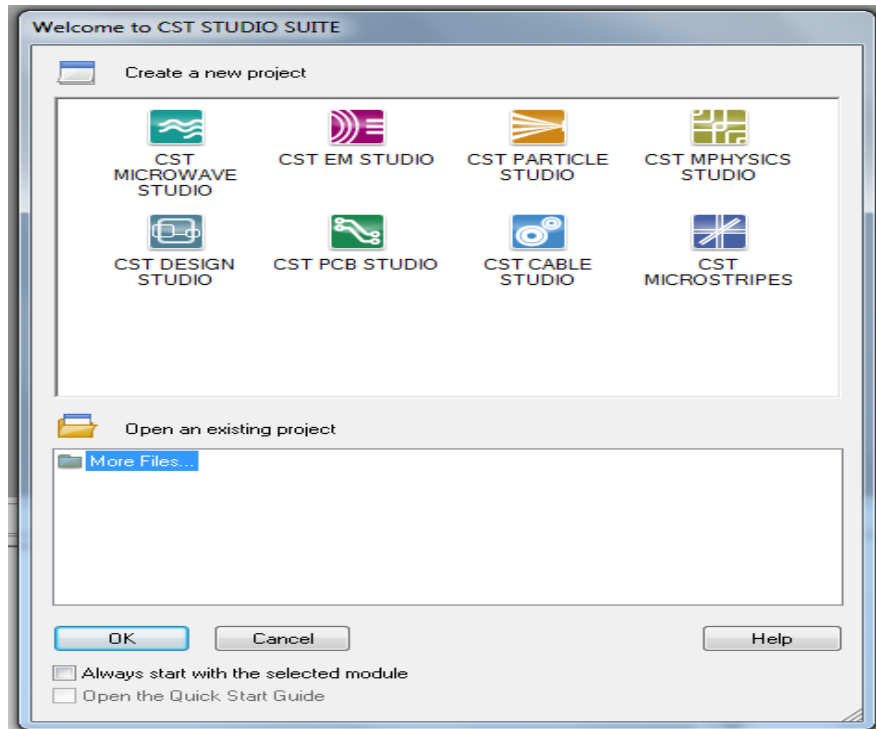 Welcome to CST STUDIO SUITE
Create a new project
CST
MICROWAVE
STUDIO
CST EM STUDIO
CST PARTICLE
STUDIO
CST MPHYSICS
STUDIO
CST DESIGN
STUDIO
CST PCB STUDIO
CST CABLE
STUDIO
CST
MICROSTRIPES
Open an existing project
More Files...
OK
Cancel
Help
Always start with the selected module
Open the Quick Start Guide